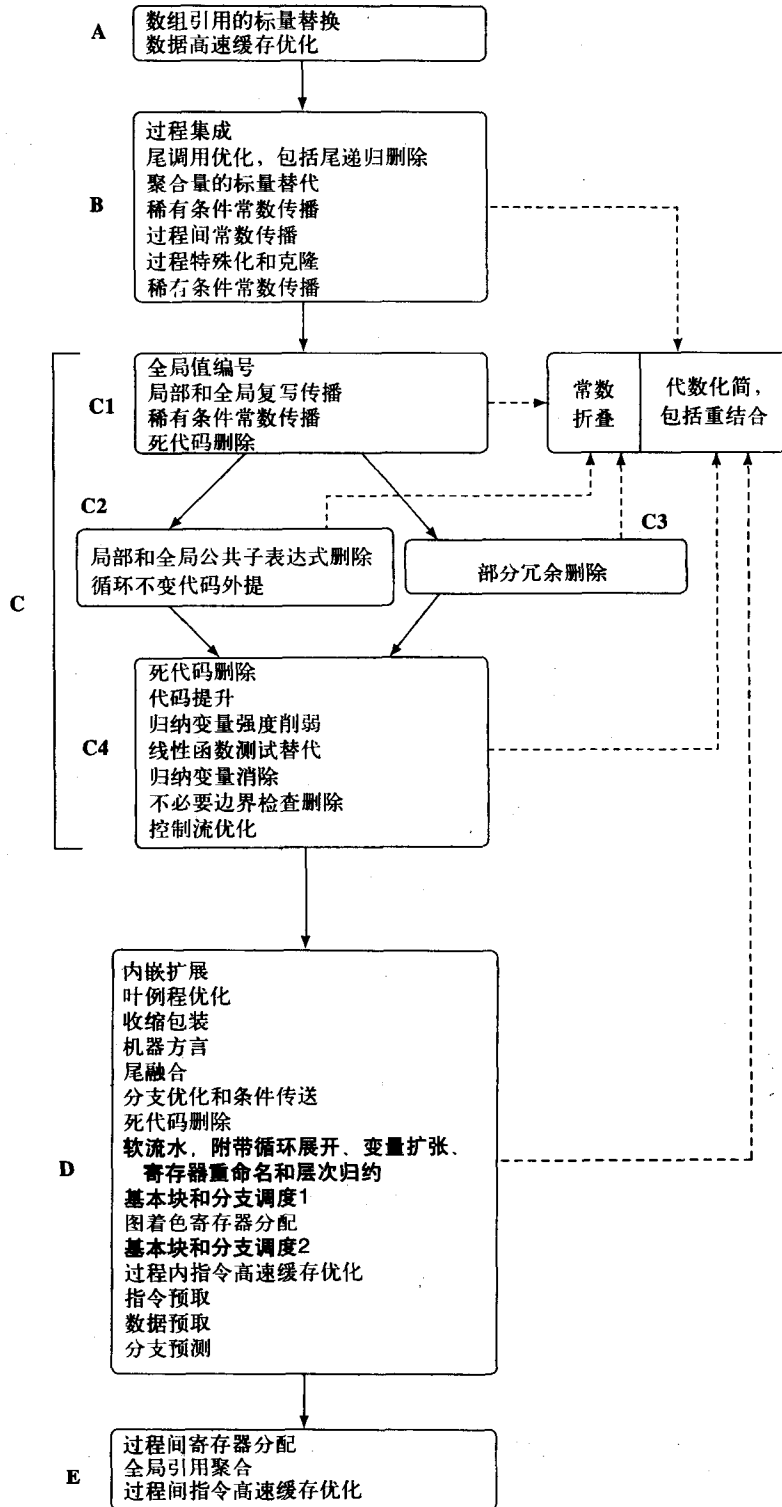 A
数组引用的标量替换
数据高速缓存优化
B
过程集成
尾调用优化，包括尾递归删除
聚合量的标量替代
稀有条件常数传播
过程间常数传播
过程特殊化和克隆
稀有条件常数传播
C
C1
全局值编号
局部和全局复写传播
稀有条件常数传播
死代码删除
常数
折叠
代数化简，
包括重结合
C2
局部和全局公共子表达式删除
循环不变代码外提
C3
部分冗余删除
C4
死代码删除
代码提升
归纳变量强度削弱
线性函数测试替代
归纳变量消除
不必要边界检查删除
控制流优化
D
内嵌扩展
叶例程优化
收缩包装
机器方言
尾融合
分支优化和条件传送
死代码删除
软流水，附带循环展开、变量扩张、
寄存器重命名和层次归约
基本块和分支调度1
图着色寄存器分配
基本块和分支调度2
过程内指令高速缓存优化
指令预取
数据预取
分支预测
E
过程间寄存器分配
全局引用聚合
过程间指令高速缓存优化